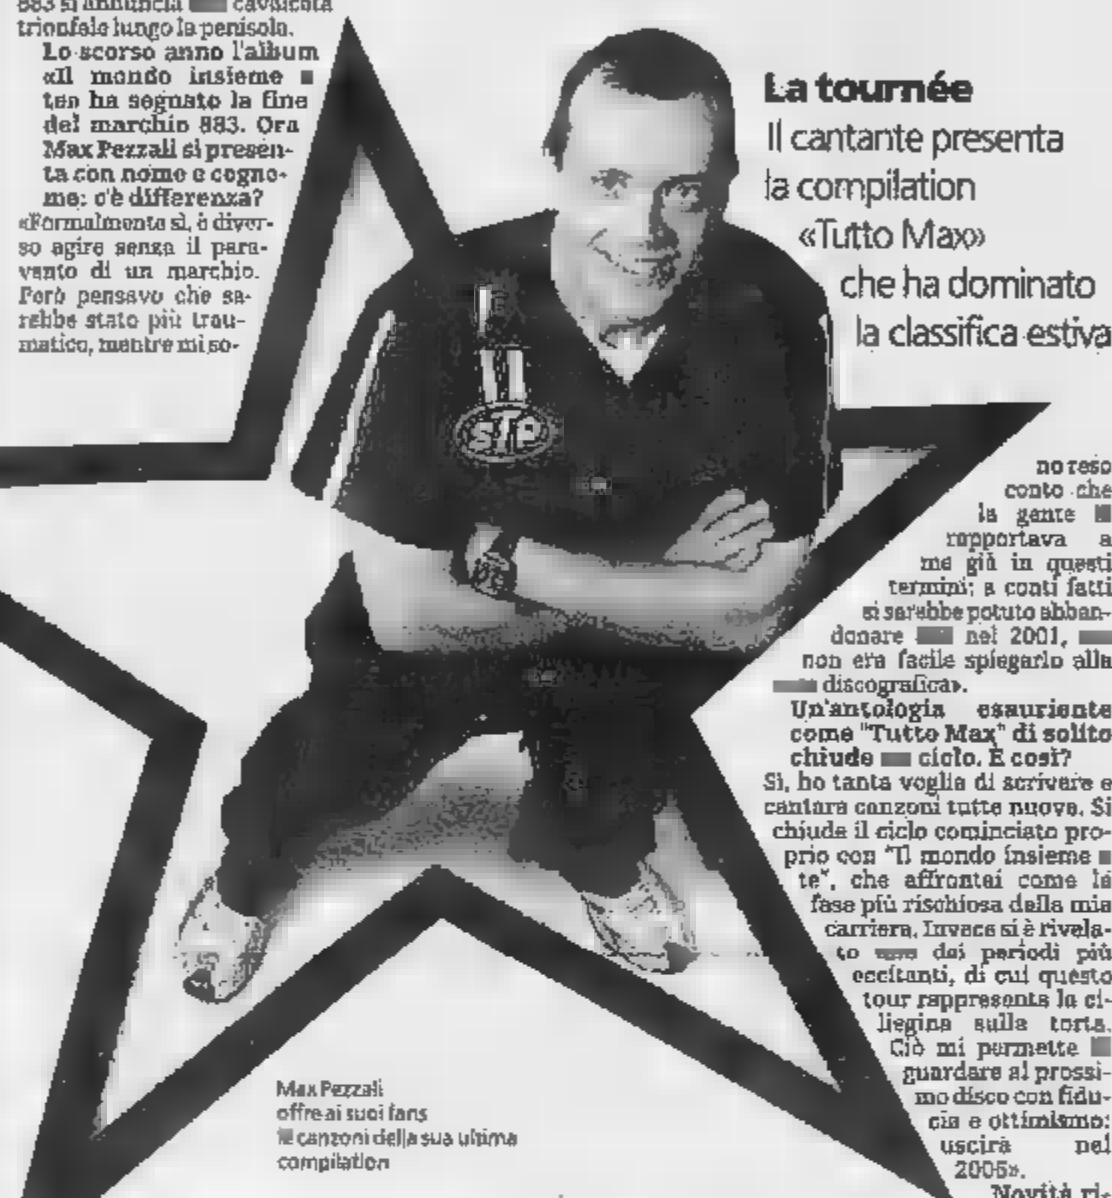 883 si annuncia cavalcata
trionfale lungo la penisola.
Lo scorso anno l'album
«Il mondo insieme
te» ha segnato la fine
del marchio 883. Ora
Max Pezzali si presen-
ta con nome e cogno-
me: c'è differenza?
«Formalmente sì, è diver-
so agire senza il para-
vento di un marchio.
Però pensavo che sa-
rebbe stato più trau-
matico, mentre mi so-
La tournée
Il cantante presenta
la compilation
«Tutto Max»
che ha dominato
la classifica estiva
STP
no reso
conto che
la gente
rapportava a
me già in questi
termini; a conti fatti
si sarebbe potuto abban-
donare nel 2001,
non era facile spiegarlo alla
discografica».
Un'antologia esauriente
come "Tutto Max" di solito
chiude ciclo. È così?
Sì, ho tanta voglia di scrivere e
cantare canzoni tutte nuove. Si
chiude il ciclo cominciato pro-
prio con "Il mondo insieme
te", che affrontai come la
fase più rischiosa della mia
carriera. Invece si è rivela-
to dei periodi più
eccitanti, di cui questo
tour rappresenta la ci-
liegina sulla torta.
Ciò mi permette
guardare al prossi-
mo disco con fidu-
cia e ottimismo:
uscirà nel
2006».
Novità ri-
Max Pezzali
offre ai suoi fans
canzoni della sua ultima
compilation